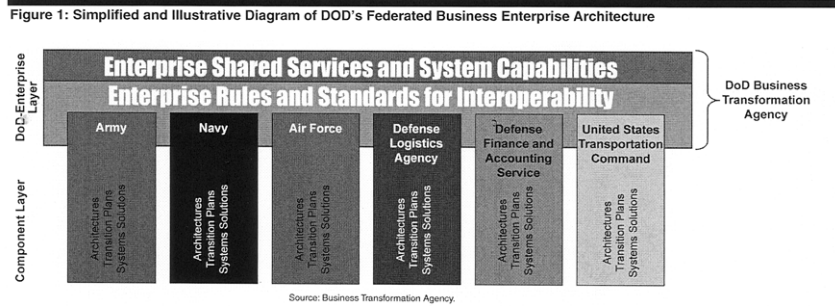 Figure 1: Simplified and Illustrative Diagram of DOD's Federated Business Enterprise Architecture
DoD-Enterprise
Layer
Enterprise Shared Services and System Capabilities
Enterprise Rules and Standards for Interoperability
DoD Business
Transformation
Agency
Component Layer
Army
Architectures
Transition Plans
Systems Solutions
Navy
Architectures
Transition Plans
Systems Solutions
Air Force
Architectures
Transition Plans
Systems Solutions
Defense
Logistics
Agency
Architectures
Transition Plans
Systems Solutions
Defense
Finance and
Accounting
Service
Architectures
Transition Plans
Systems Solutions
United States
Transportation
Command
Architectures
Transition Plans
Systems Solutions
Source: Business Transformation Agency.